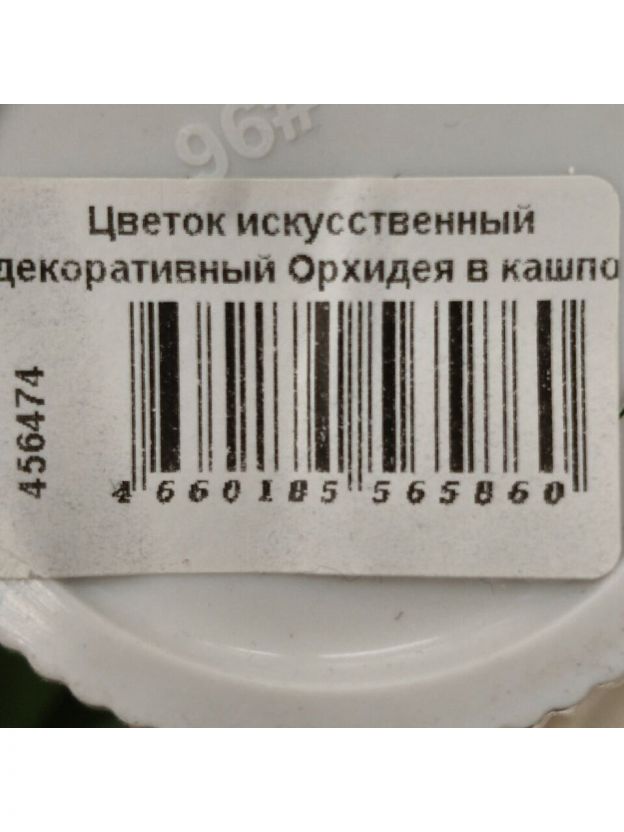 96#
Цветок искусственный
декоративный Орхидея в кашпо
456474
4 660185 565860